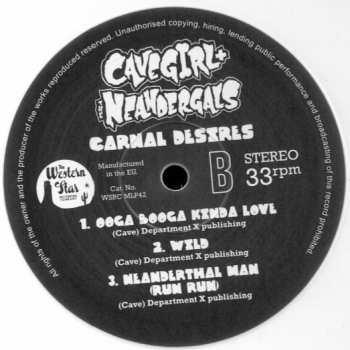 All rights of the owner and the producer of the works reproduced reserved. Unauthorised copying, hiring, lending public performance and broadcasting of this record prohibited.
CAVEGIRL +
THE
NEANDERGALS
CARNAL DESIRES
Manufactured
in the EU.
Cat. No.
WSRC MLP42
B
STEREO
33rpm
The
Western
Star
1. OOGA BOOGA KINDA LOVE
(Cave) Department X publishing
2. WILD
(Cave) Department X publishing
3. NEANDERTHAL MAN
(RUN RUN)
(Cave) Department X publishing